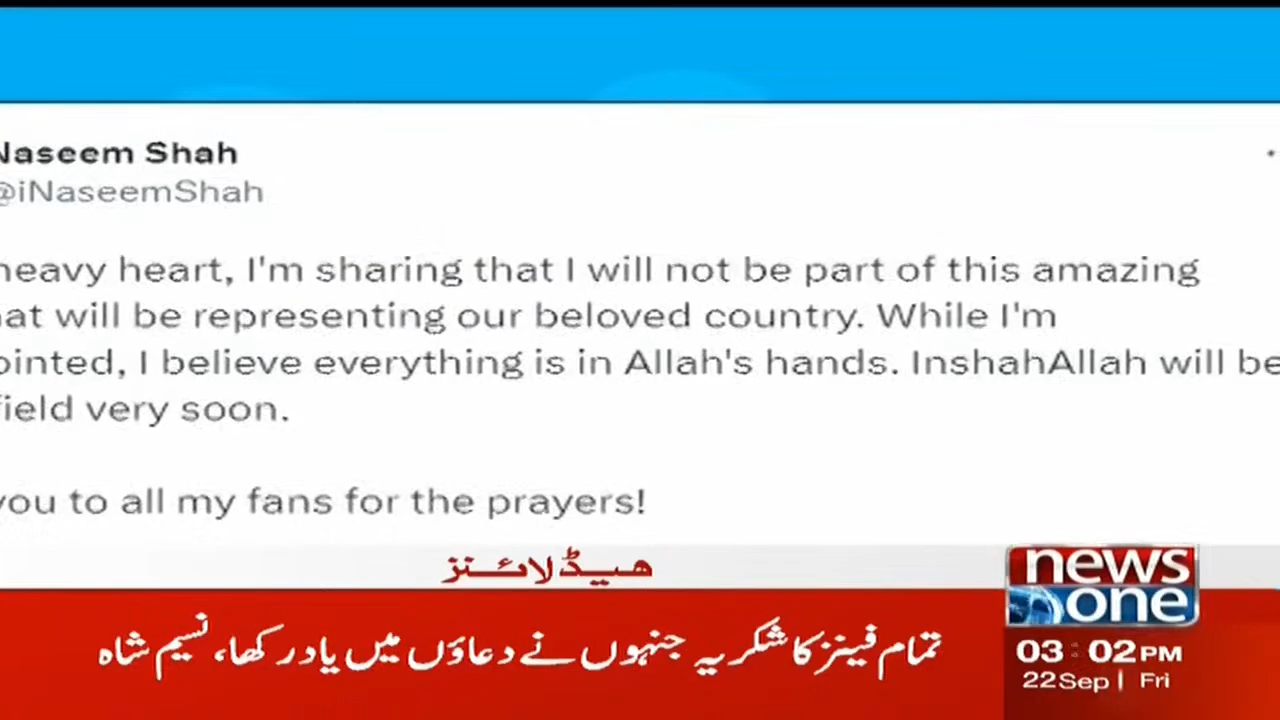 Naseem Shah
@iNaseemShah
heavy heart, I'm sharing that I will not be part of this amazing
at will be representing our beloved country. While I'm
ointed, I believe everything is in Allah's hands. InshahAllah will be
field very soon.
you to all my fans for the prayers!
ھیڈلائنز
تمام فینز کا شکریہ جنہوں نے دعاؤں میں یاد رکھا، نسیم شاہ
news
one
03:02PM
22Sep | Fri